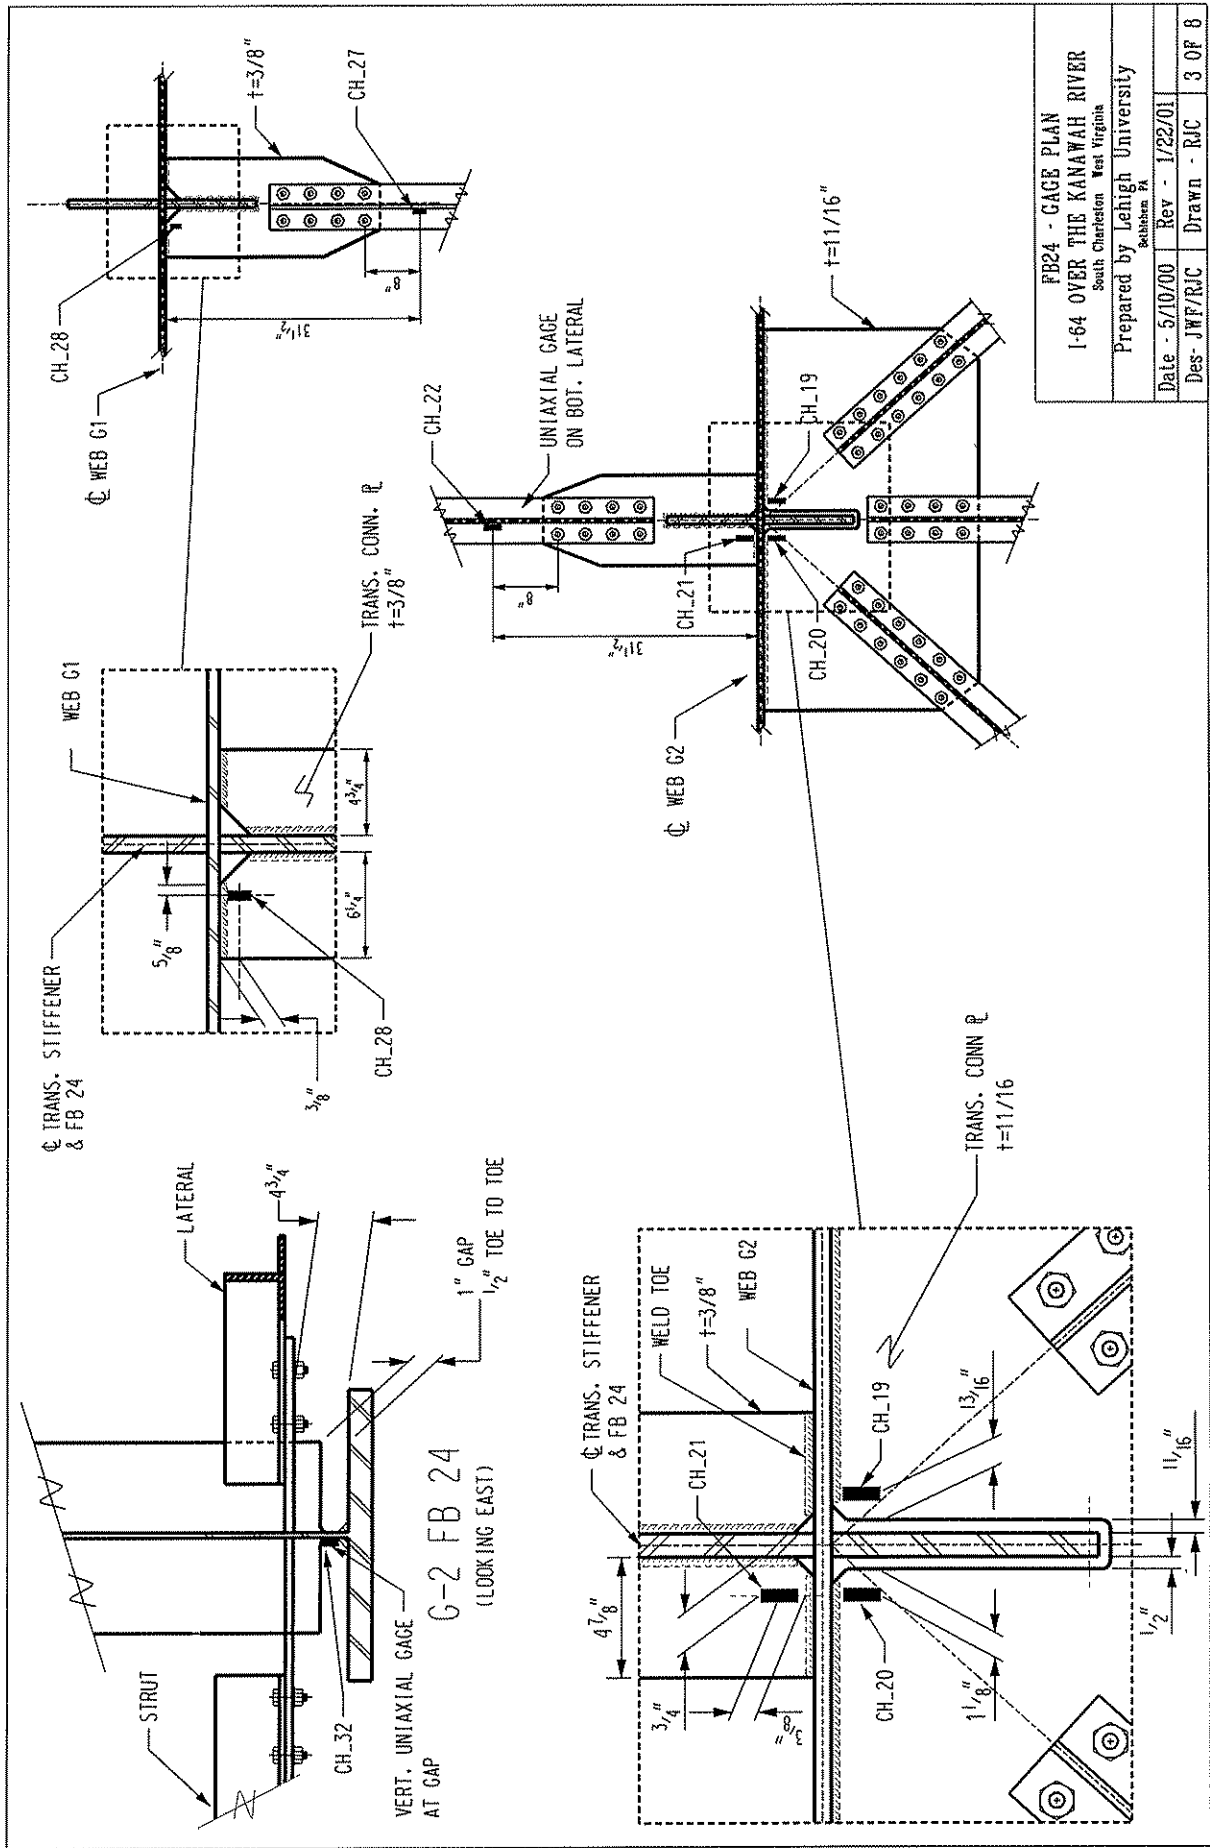 ℄ TRANS. STIFFENER
& FB 24
WEB G1
5/8"
3/8"
CH_28
6 3/4"
4 3/4"
TRANS. CONN. ℞
t=3/8"
℄ WEB G1
CH_28
t=3/8"
CH_27
8"
31 1/2"
STRUT
LATERAL
4 3/4"
1" GAP
1/2" TOE TO TOE
CH_32
VERT. UNIAXIAL GAGE
AT GAP
G-2 FB 24
(LOOKING EAST)
℄ TRANS. STIFFENER
& FB 24
WELD TOE
t=3/8"
WEB G2
CH_21
4 7/8"
3/4"
3/8"
CH_19
CH_20
13/16"
1 1/8"
11/16"
1/2"
TRANS. CONN ℞
t=11/16
CH_22
UNIAXIAL GAGE
ON BOT. LATERAL
8"
31 1/2"
CH_21
CH_20
CH_19
℄ WEB G2
t=11/16"
FB24 - GAGE PLAN
I-64 OVER THE KANAWAH RIVER
South Charleston West Virginia
Prepared by Lehigh University
Bethlehem PA
Date - 5/10/00
Rev - 1/22/01
Des- JWF/RJC
Drawn - RJC
3 OF 8